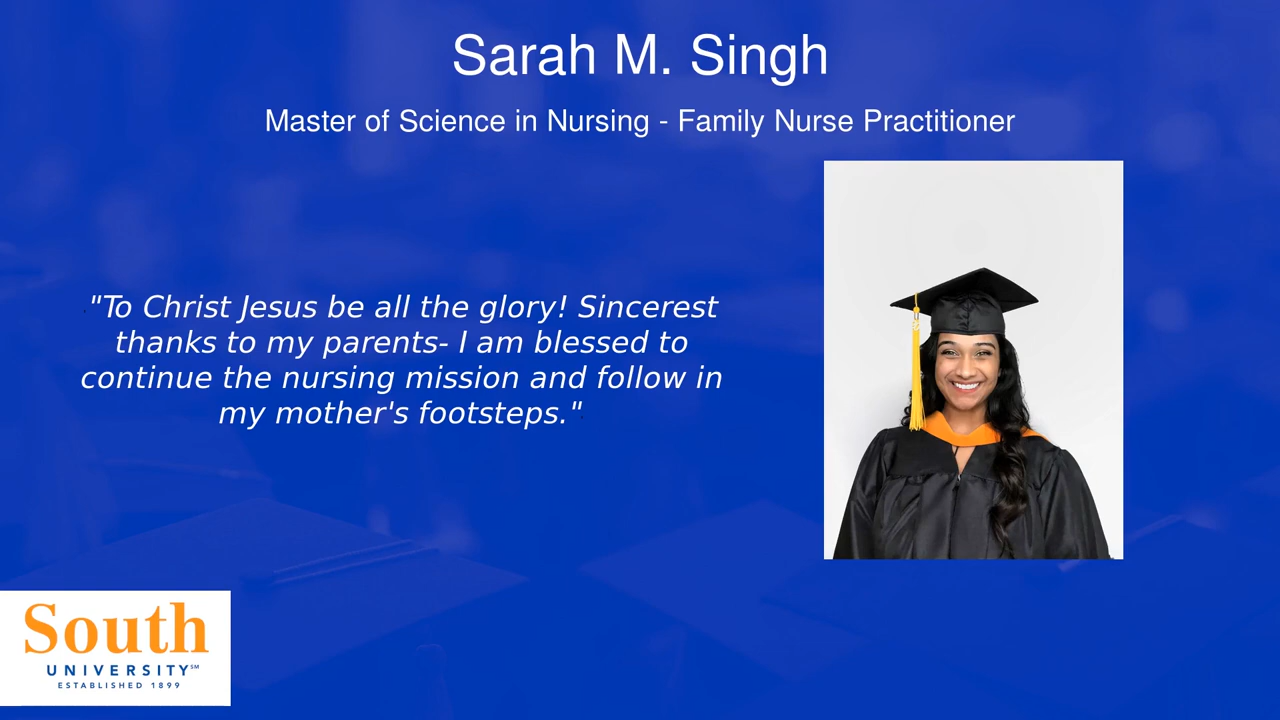 Sarah M. Singh
Master of Science in Nursing - Family Nurse Practitioner
"To Christ Jesus be all the glory! Sincerest
thanks to my parents- I am blessed to
continue the nursing mission and follow in
my mother's footsteps."
South
UNIVERSITY℠
ESTABLISHED 1899